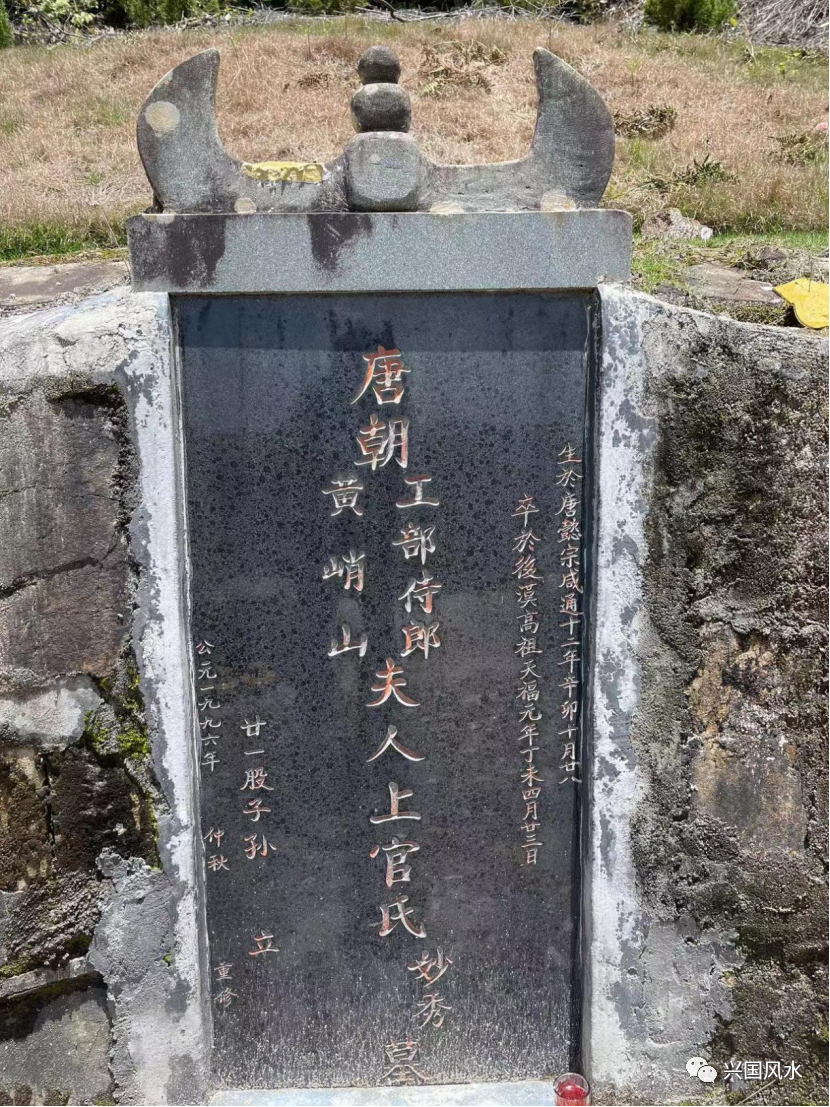 生於唐懿宗咸通十二年辛卯十月廿八
卒於後漢高祖天福元年丁未四月廿三日
唐朝工部侍郎黃峭山夫人上官氏妙秀墓
廿一股子孫 立
公元一九九六年 仲秋 重修
兴国风水